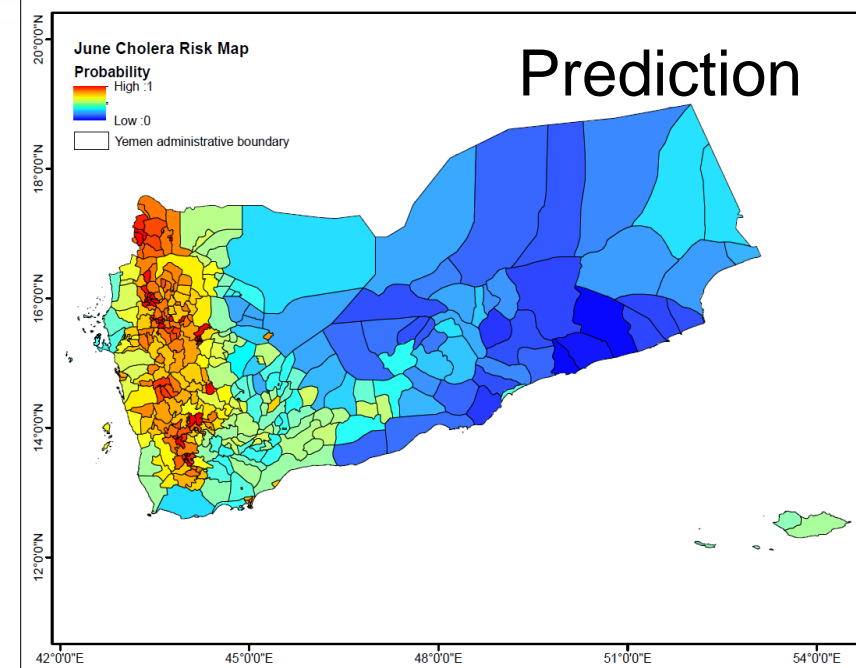 Prediction
June Cholera Risk Map
Probability
High :1
Low :0
Yemen administrative boundary
20°0'0"N
18°0'0"N
16°0'0"N
14°0'0"N
12°0'0"N
42°0'0"E
45°0'0"E
48°0'0"E
51°0'0"E
54°0'0"E